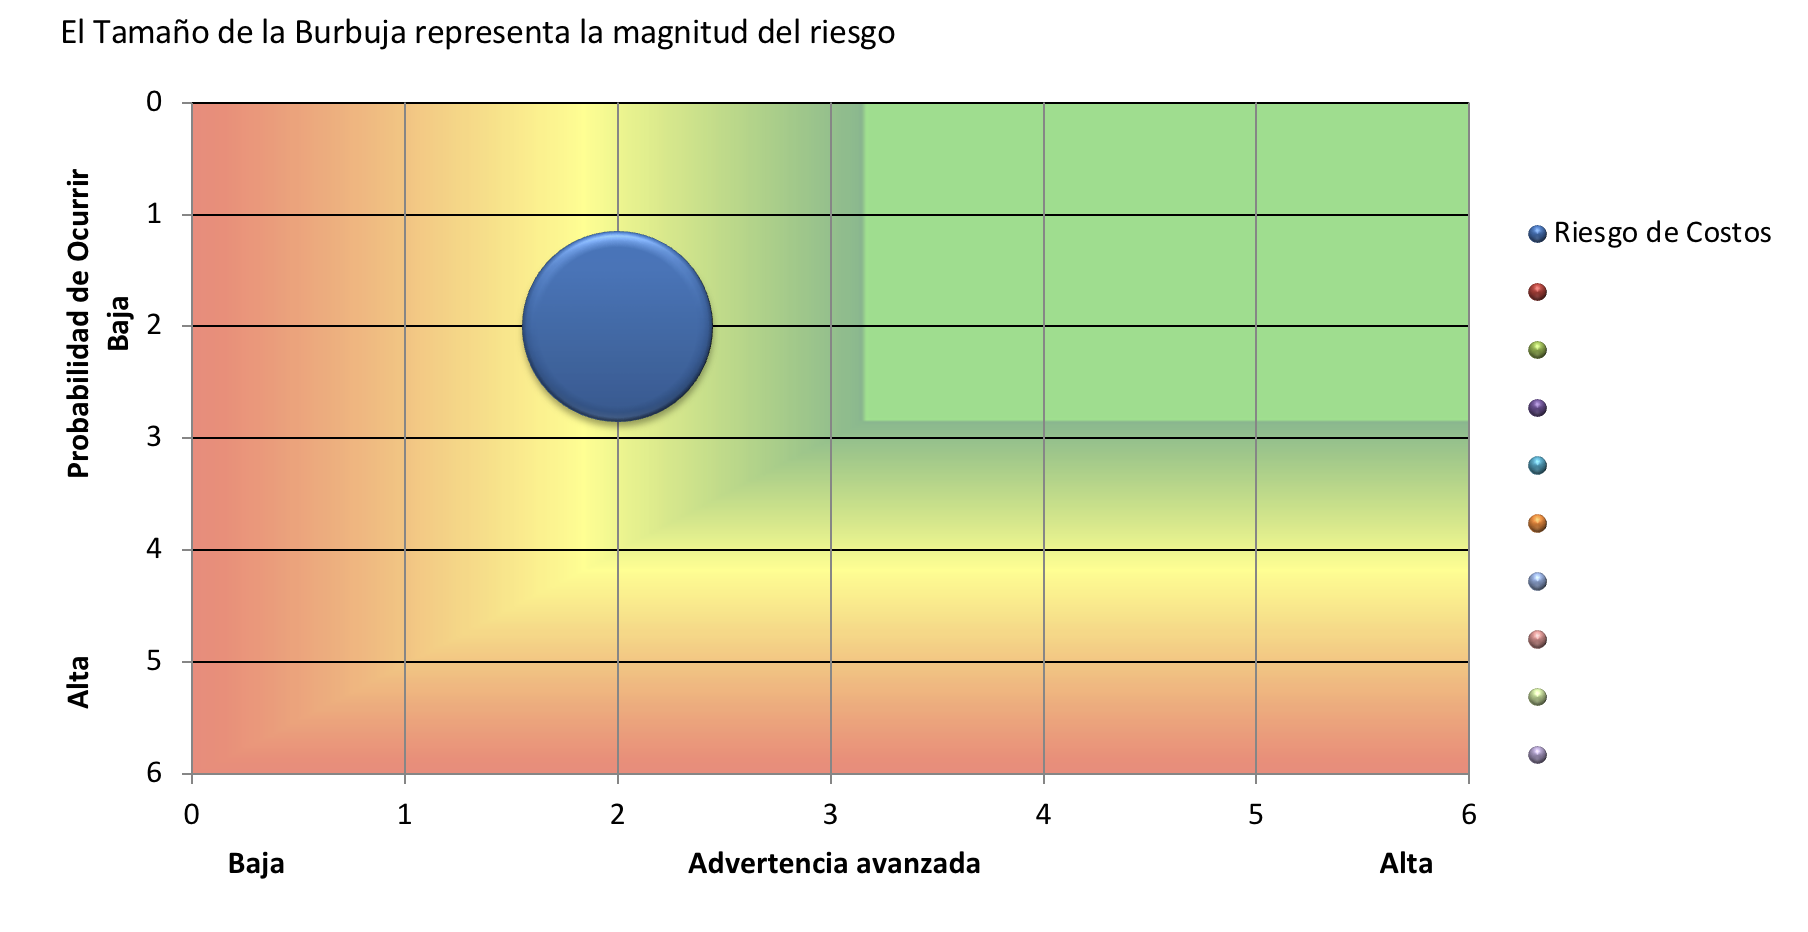 El Tamaño de la Burbuja representa la magnitud del riesgo
Probabilidad de Ocurrir
Baja
Alta
0
1
2
3
4
5
6
0 1 2 3 4 5 6
Baja Advertencia avanzada Alta
Riesgo de Costos